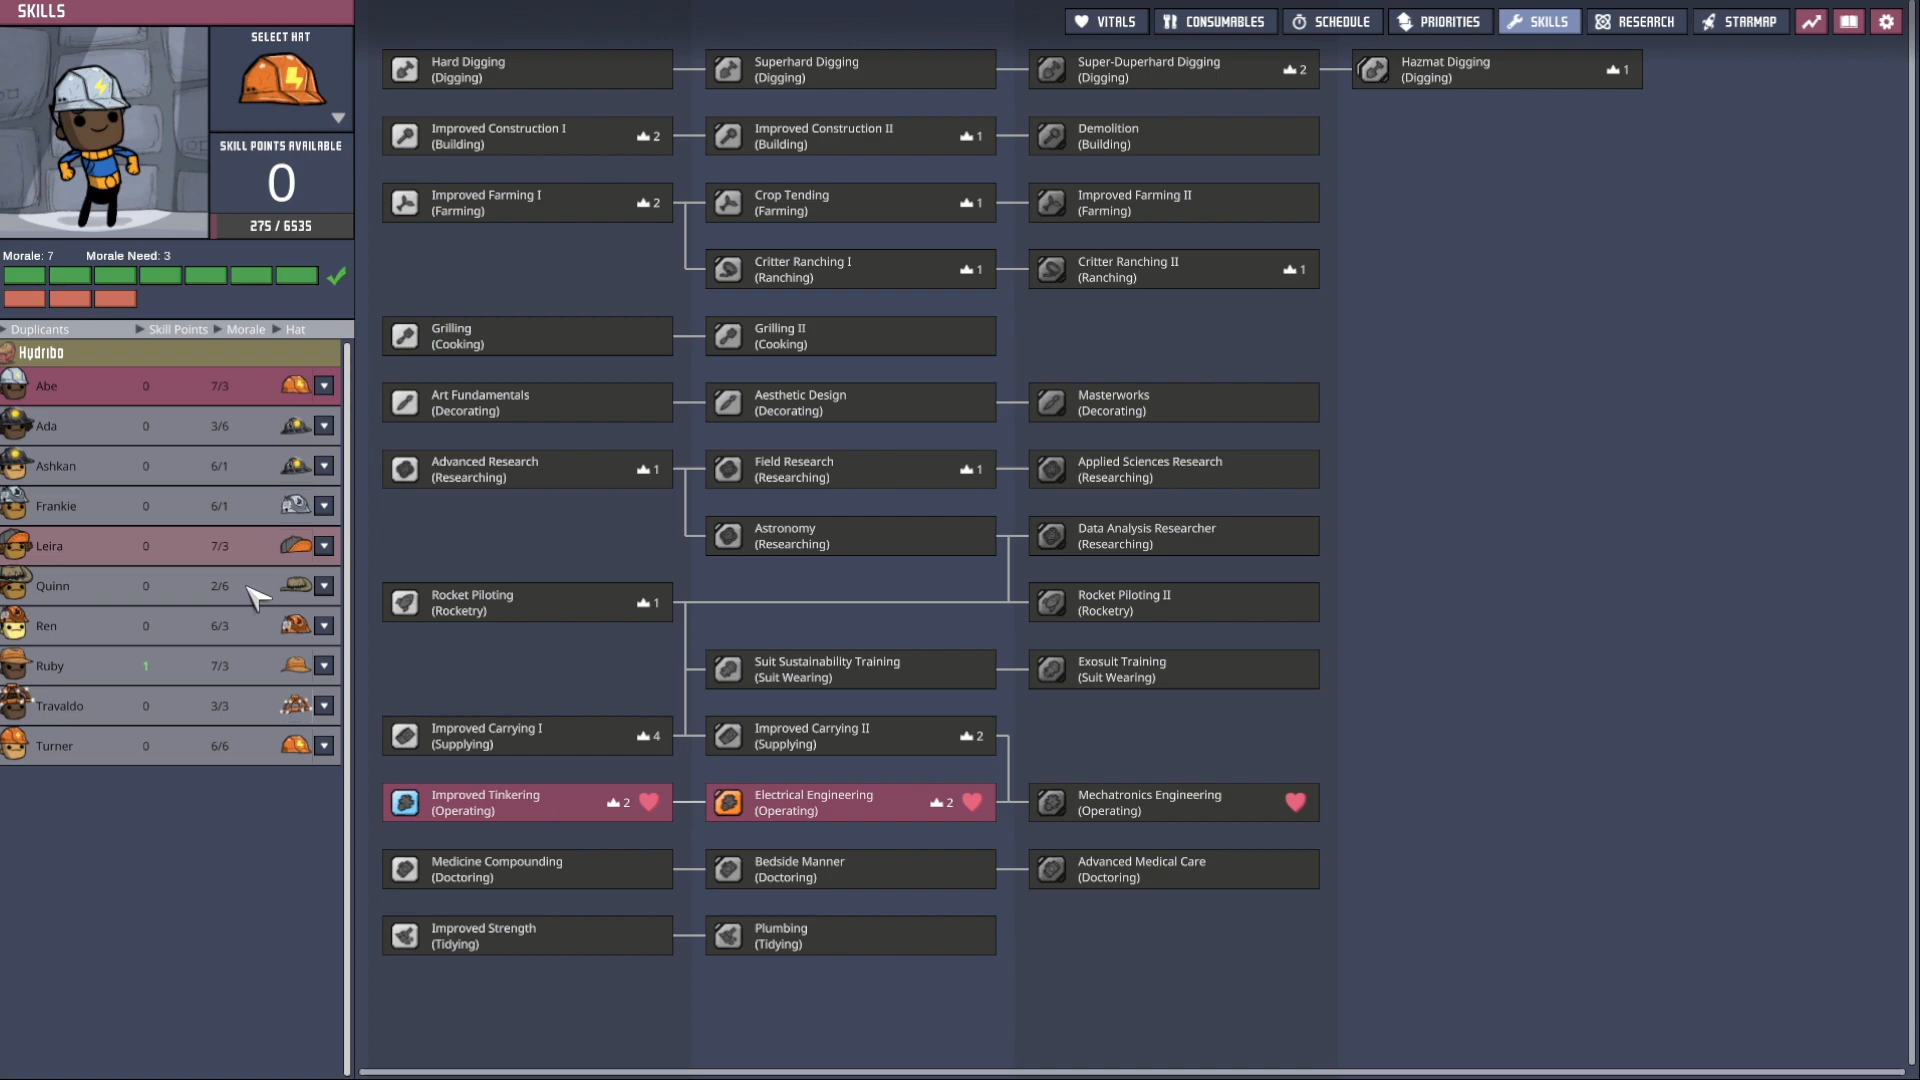 SKILLS
VITALS
CONSUMABLES
SCHEDULE
PRIORITIES
SKILLS
RESEARCH
STARMAP
SELECT HAT
SKILL POINTS AVAILABLE
0
275 / 6535
Morale: 7 Morale Need: 3
Duplicants Skill Points Morale Hat
Hydribo
Abe 0 7/3
Ada 0 3/6
Ashkan 0 6/1
Frankie 0 6/1
Leira 0 7/3
Quinn 0 2/6
Ren 0 6/3
Ruby 1 7/3
Travaldo 0 3/3
Turner 0 6/6
Hard Digging
(Digging)
Superhard Digging
(Digging)
Super-Duperhard Digging
(Digging)
2
Hazmat Digging
(Digging)
1
Improved Construction I
(Building)
2
Improved Construction II
(Building)
1
Demolition
(Building)
Improved Farming I
(Farming)
2
Crop Tending
(Farming)
1
Improved Farming II
(Farming)
Critter Ranching I
(Ranching)
1
Critter Ranching II
(Ranching)
1
Grilling
(Cooking)
Grilling II
(Cooking)
Art Fundamentals
(Decorating)
Aesthetic Design
(Decorating)
Masterworks
(Decorating)
Advanced Research
(Researching)
1
Field Research
(Researching)
1
Applied Sciences Research
(Researching)
Astronomy
(Researching)
Data Analysis Researcher
(Researching)
Rocket Piloting
(Rocketry)
1
Rocket Piloting II
(Rocketry)
Suit Sustainability Training
(Suit Wearing)
Exosuit Training
(Suit Wearing)
Improved Carrying I
(Supplying)
4
Improved Carrying II
(Supplying)
2
Improved Tinkering
(Operating)
2
Electrical Engineering
(Operating)
2
Mechatronics Engineering
(Operating)
Medicine Compounding
(Doctoring)
Bedside Manner
(Doctoring)
Advanced Medical Care
(Doctoring)
Improved Strength
(Tidying)
Plumbing
(Tidying)